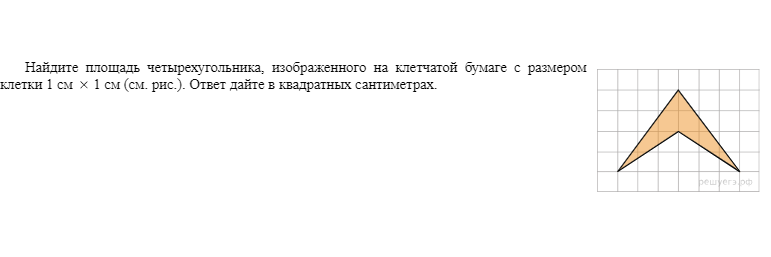 Найдите площадь четырехугольника, изображенного на клетчатой бумаге с размером
клетки 1 см × 1 см (см. рис.). Ответ дайте в квадратных сантиметрах.
решуегэ.рф